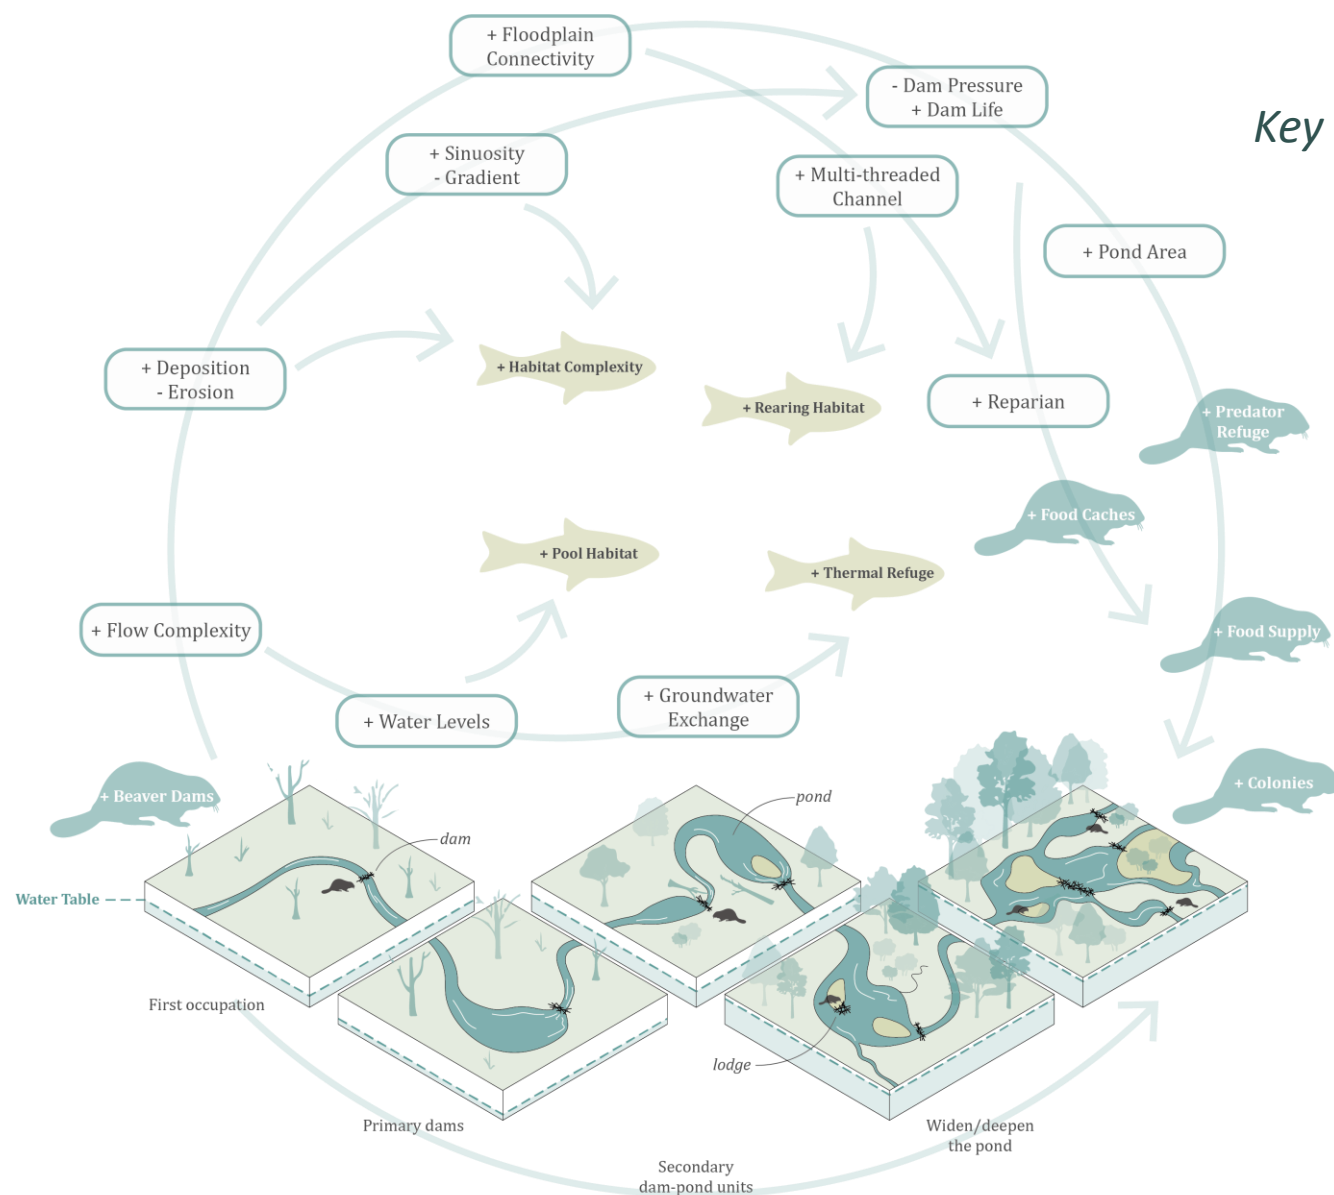 + Floodplain
Connectivity
- Dam Pressure
+ Dam Life
Key
+ Sinuosity
- Gradient
+ Multi-threaded
Channel
+ Pond Area
+ Deposition
- Erosion
+ Habitat Complexity
+ Rearing Habitat
+ Reparian
+ Predator
Refuge
+ Food Caches
+ Pool Habitat
+ Thermal Refuge
+ Flow Complexity
+ Food Supply
+ Water Levels
+ Groundwater
Exchange
+ Beaver Dams
+ Colonies
pond
dam
Water Table
First occupation
lodge
Primary dams
Widen/deepen
the pond
Secondary
dam-pond units